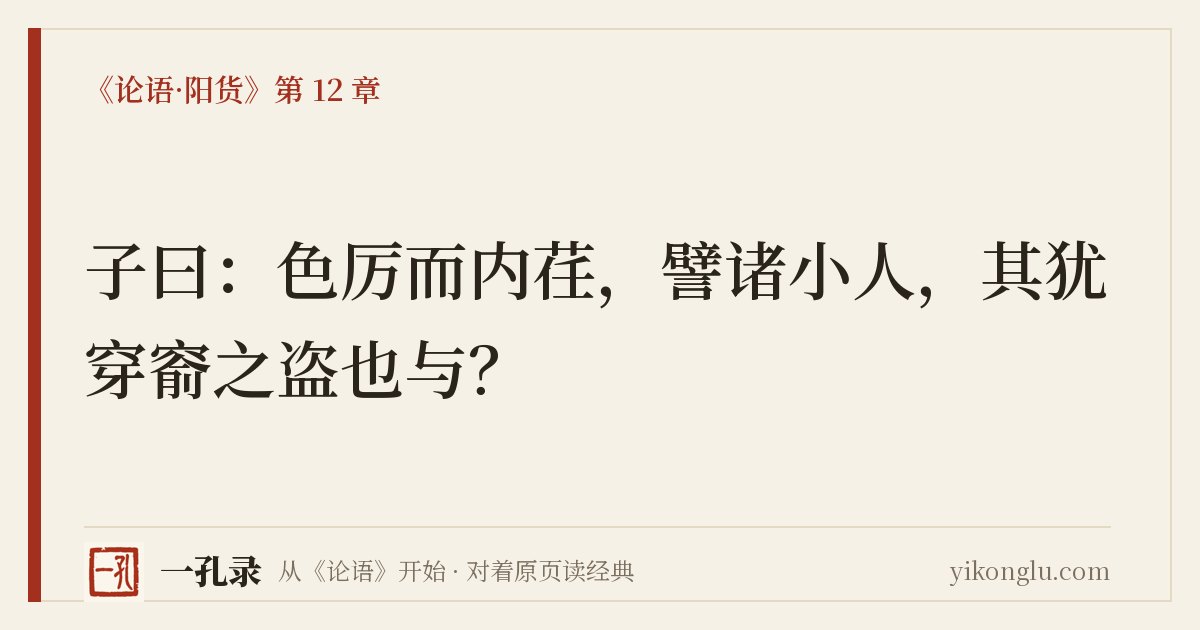 《论语·阳货》第 12 章
子曰：色厉而内荏，譬诸小人，其犹
穿窬之盗也与？
一孔
一孔录 从《论语》开始 · 对着原页读经典 yikonglu.com